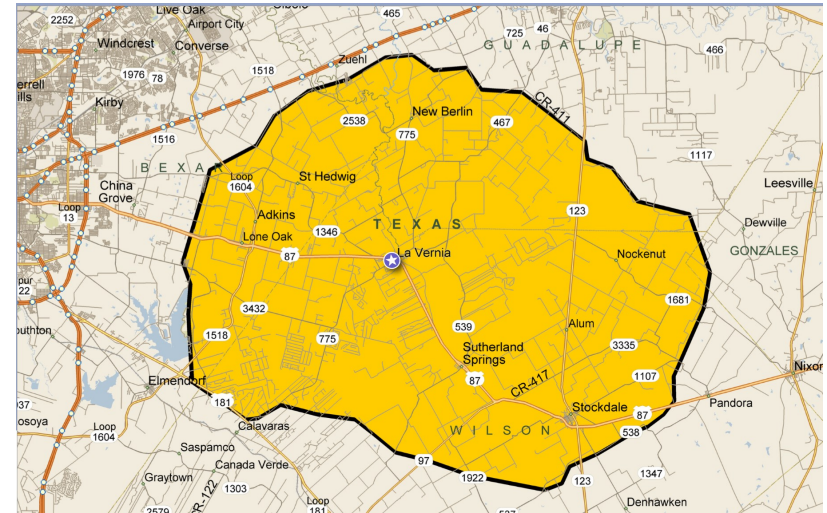 2252
Live Oak
465
Airport City
725
46
Windcrest
Converse
GUADALUPE
466
Zuehl
1518
1976
78
Kirby
CR-411
New Berlin
2538
775
467
1516
1117
BEXAR
China
Grove
Loop
1604
St Hedwig
Leesville
Loop
13
Adkins
123
TEXAS
Dewville
1346
Lone Oak
La Vernia
GONZALES
87
Nockenut
22
1681
3432
1518
775
539
Alum
3335
Sutherland
Springs
Elmendorf
87
CR-417
1107
Nixon
181
Stockdale
87
Pandora
Loop
1604
Calavaras
WILSON
538
Saspamco
97
Canada Verde
1922
1347
Graytown
1303
123
Loop
181
Denhawken
2579